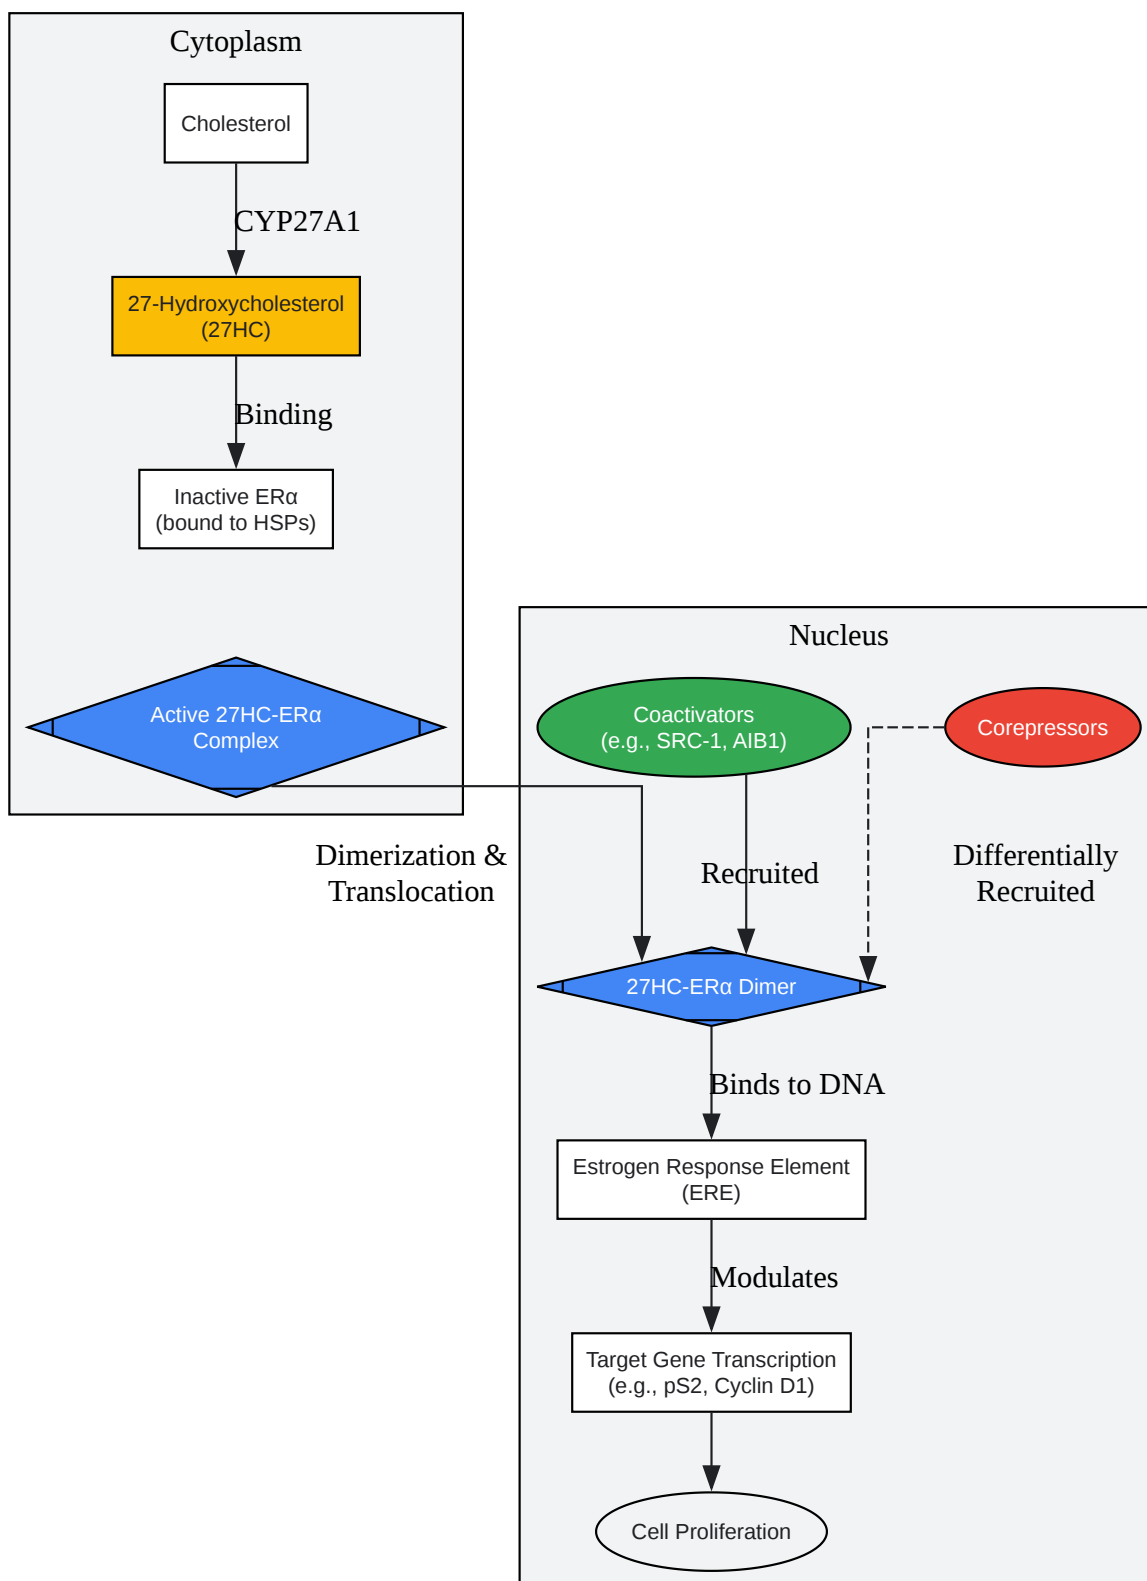 Cytoplasm
Cholesterol
CYP27A1
27-Hydroxycholesterol
(27HC)
Binding
Inactive ERα
(bound to HSPs)
Active 27HC-ERα
Complex
Dimerization &
Translocation
Nucleus
Coactivators
(e.g., SRC-1, AIB1)
Corepressors
Recruited
Differentially
Recruited
27HC-ERα Dimer
Binds to DNA
Estrogen Response Element
(ERE)
Modulates
Target Gene Transcription
(e.g., pS2, Cyclin D1)
Cell Proliferation